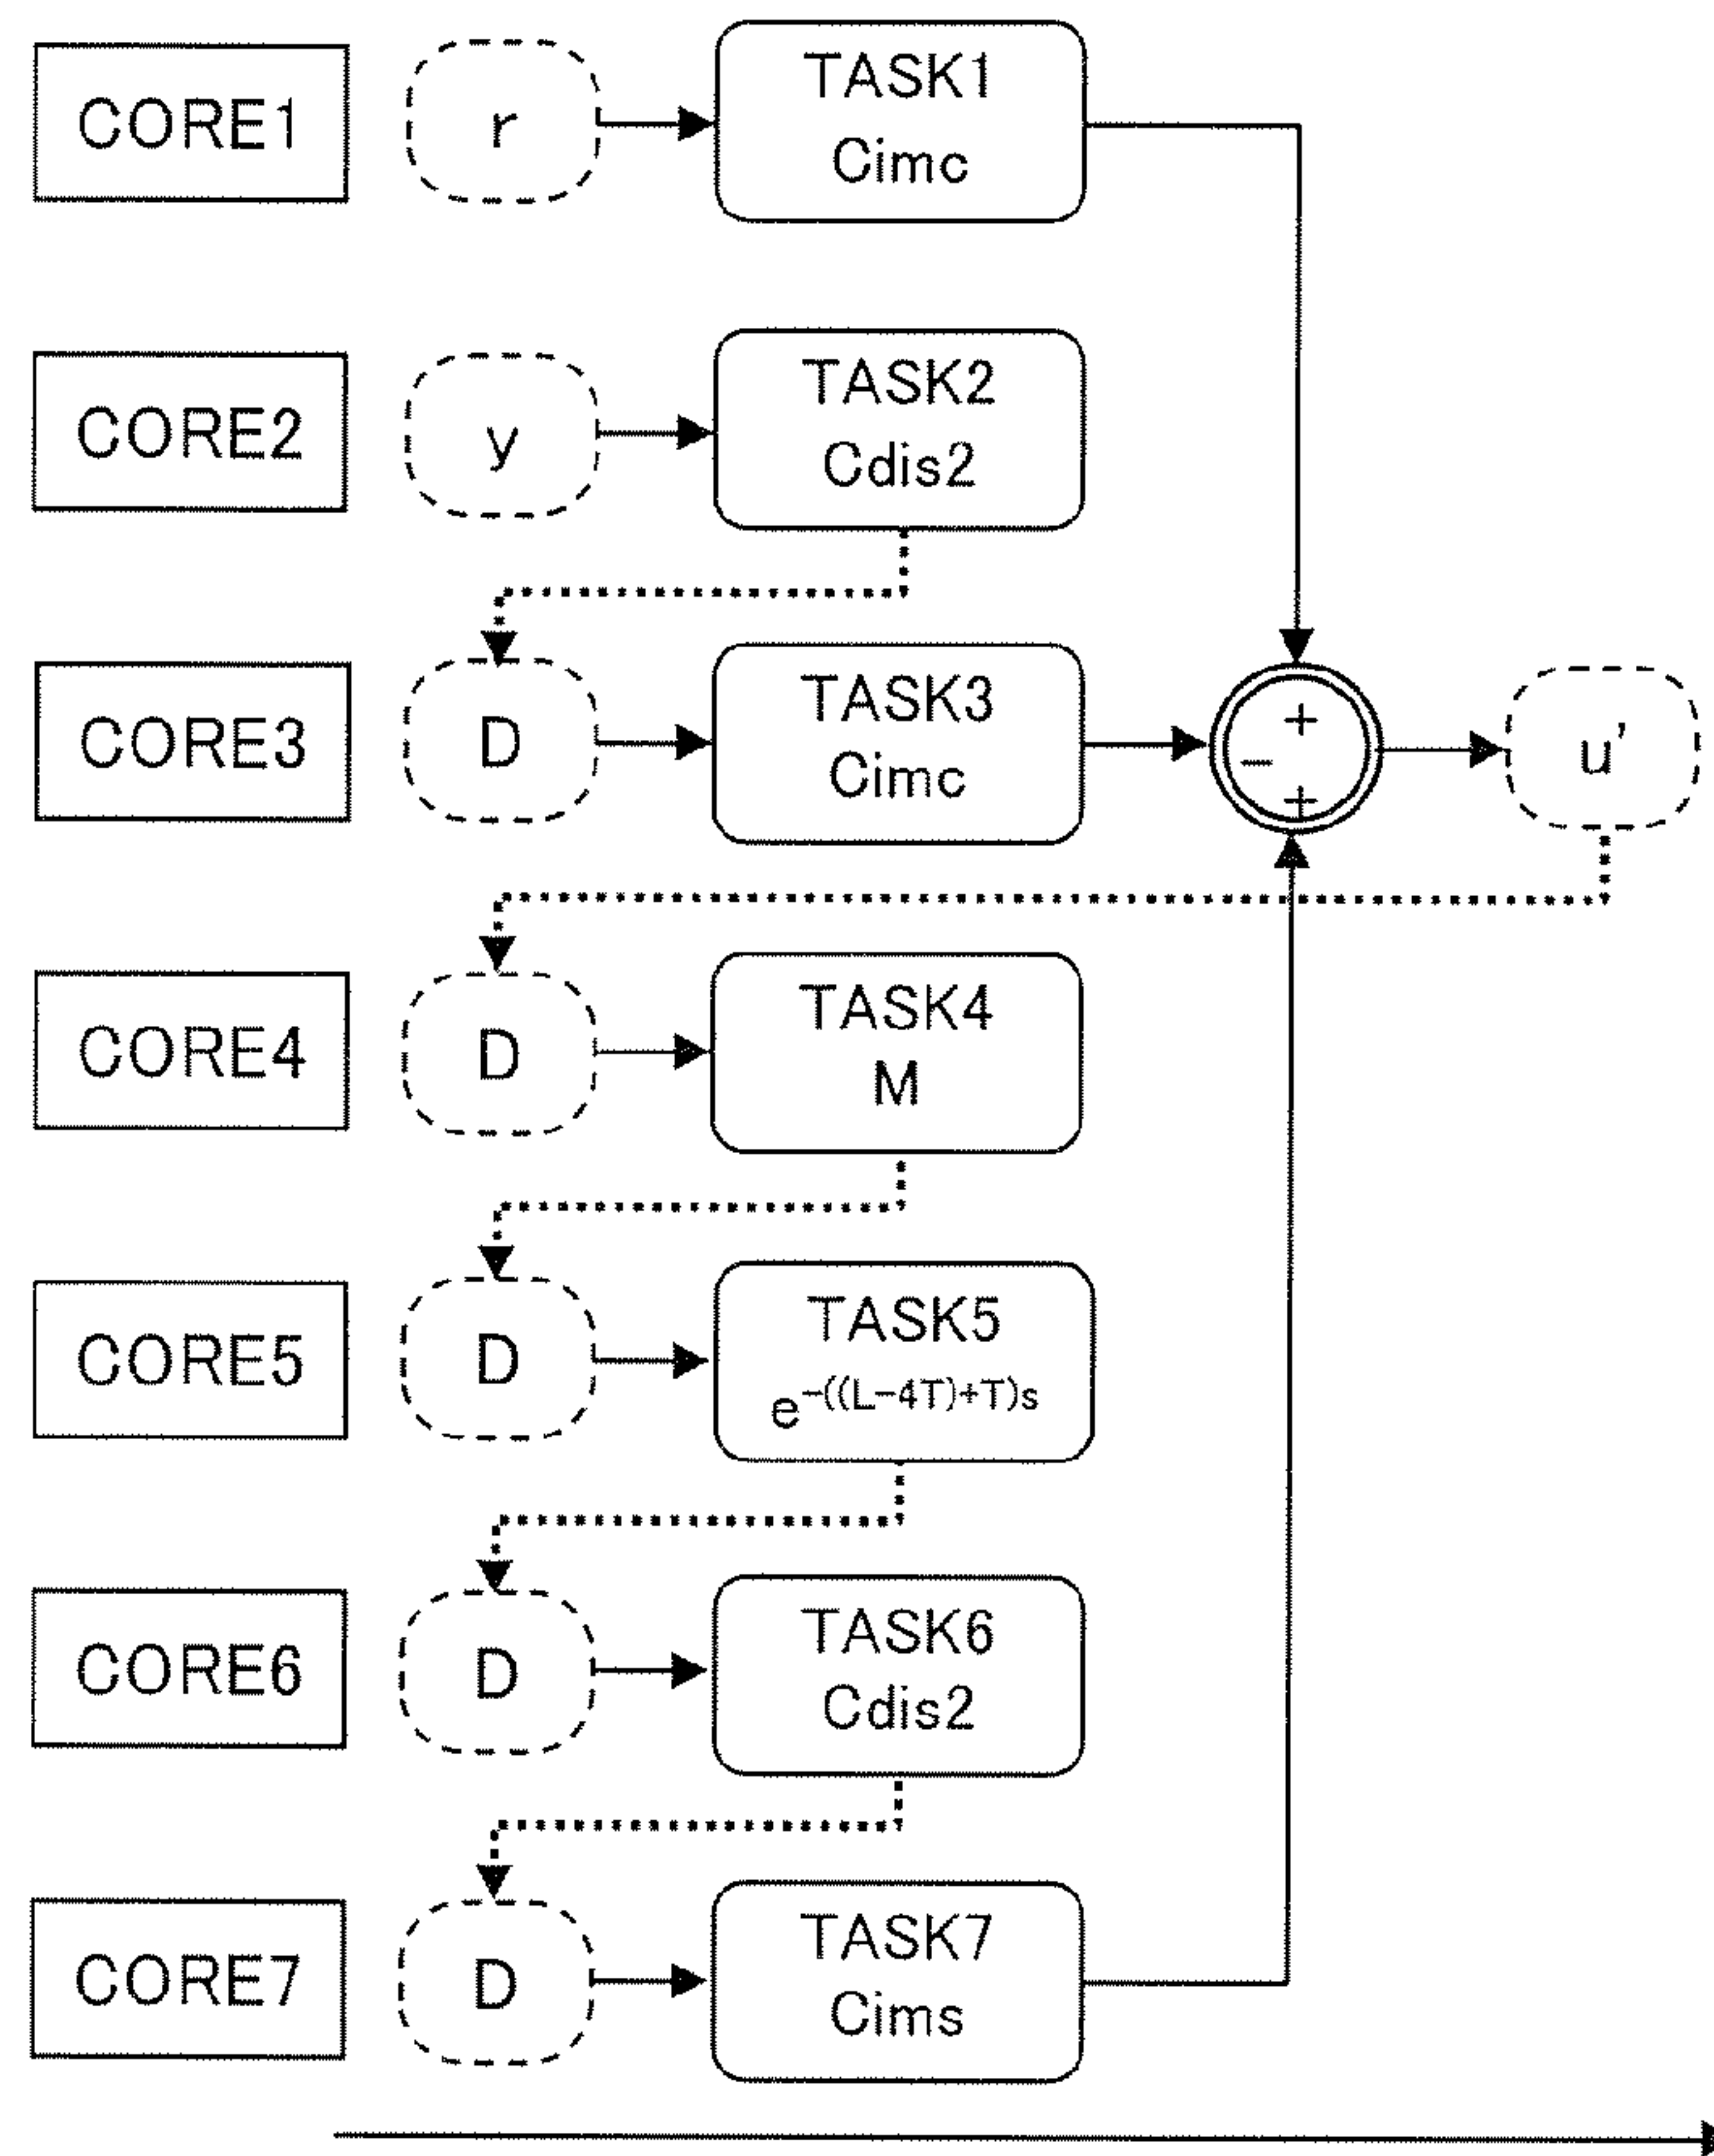 CORE1
r
TASK1
Cimc
CORE2
y
TASK2
Cdis2
CORE3
D
TASK3
Cimc
+
-
+
u'
CORE4
D
TASK4
M
CORE5
D
TASK5
e-((L-4T)+T)s
CORE6
D
TASK6
Cdis2
CORE7
D
TASK7
Cims